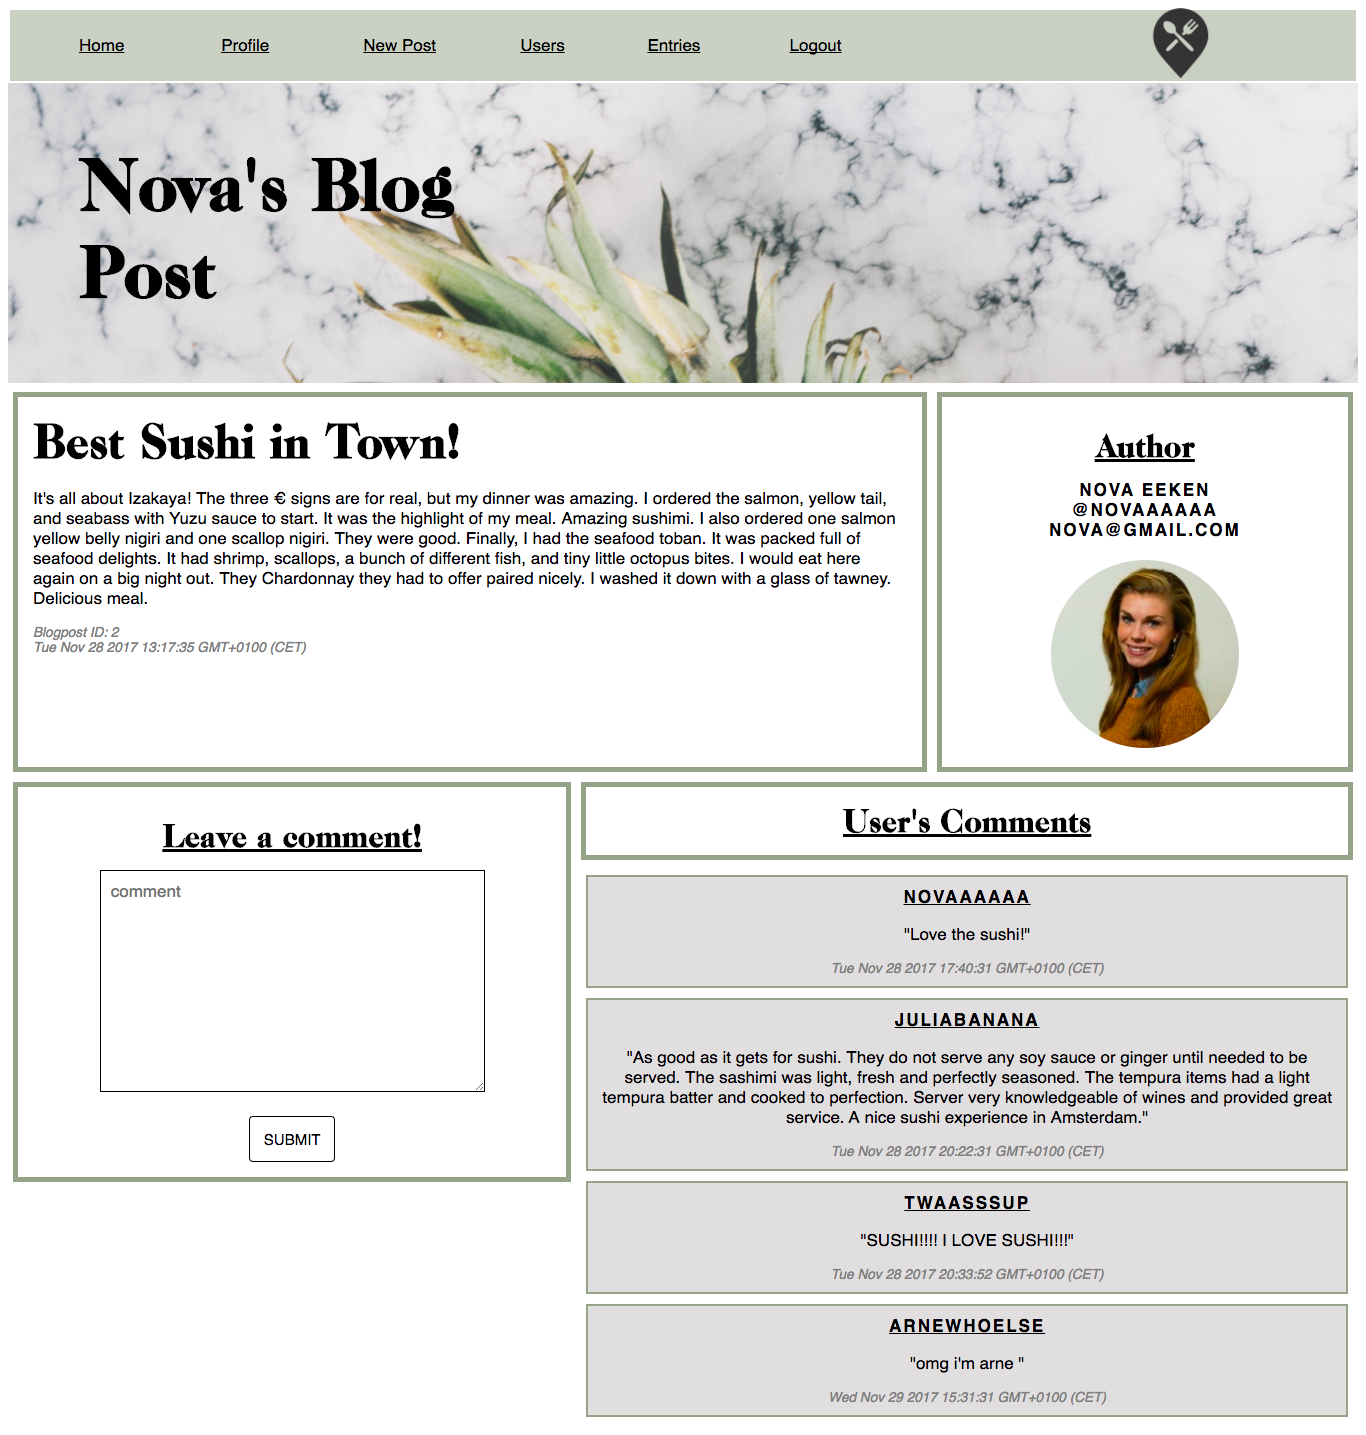 Home Profile New Post Users Entries Logout
Nova's Blog
Post
Best Sushi in Town!
It's all about Izakaya! The three € signs are for real, but my dinner was amazing. I ordered the salmon, yellow tail,
and seabass with Yuzu sauce to start. It was the highlight of my meal. Amazing sushimi. I also ordered one salmon
yellow belly nigiri and one scallop nigiri. They were good. Finally, I had the seafood toban. It was packed full of
seafood delights. It had shrimp, scallops, a bunch of different fish, and tiny little octopus bites. I would eat here
again on a big night out. They Chardonnay they had to offer paired nicely. I washed it down with a glass of tawney.
Delicious meal.
Blogpost ID: 2
Tue Nov 28 2017 13:17:35 GMT+0100 (CET)
Author
NOVA EEKEN
@NOVAAAAAA
NOVA@GMAIL.COM
Leave a comment!
comment
SUBMIT
User's Comments
NOVAAAAAA
"Love the sushi!"
Tue Nov 28 2017 17:40:31 GMT+0100 (CET)
JULIABANANA
"As good as it gets for sushi. They do not serve any soy sauce or ginger until needed to be
served. The sashimi was light, fresh and perfectly seasoned. The tempura items had a light
tempura batter and cooked to perfection. Server very knowledgeable of wines and provided great
service. A nice sushi experience in Amsterdam."
Tue Nov 28 2017 20:22:31 GMT+0100 (CET)
TWAASSSUP
"SUSHI!!!! I LOVE SUSHI!!!"
Tue Nov 28 2017 20:33:52 GMT+0100 (CET)
ARNEWHOELSE
"omg i'm arne "
Wed Nov 29 2017 15:31:31 GMT+0100 (CET)